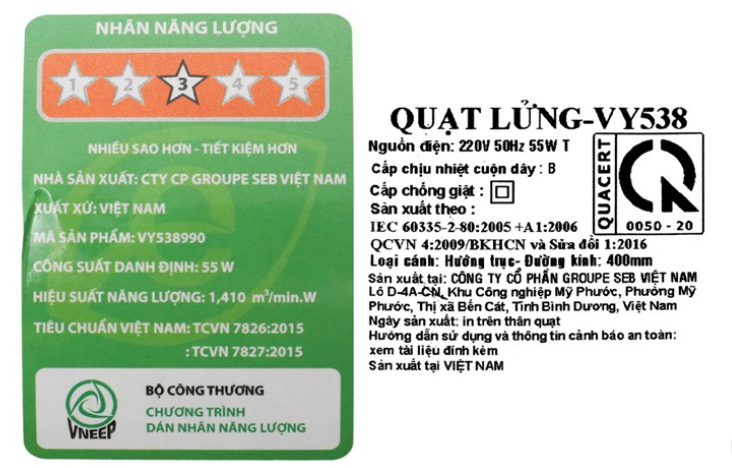 NHÃN NĂNG LƯỢNG
1 2 3 4 5
NHIỀU SAO HƠN - TIẾT KIỆM HƠN
NHÀ SẢN XUẤT: CTY CP GROUPE SEB VIỆT NAM
XUẤT XỨ: VIỆT NAM
MÃ SẢN PHẨM: VY538990
CÔNG SUẤT DANH ĐỊNH: 55 W
HIỆU SUẤT NĂNG LƯỢNG: 1,410 m³/min.W
TIÊU CHUẨN VIỆT NAM: TCVN 7826:2015
: TCVN 7827:2015
VNEEP
BỘ CÔNG THƯƠNG
CHƯƠNG TRÌNH
DÁN NHÃN NĂNG LƯỢNG
QUẠT LỬNG-VY538
Nguồn điện: 220V 50Hz 55W T
Cấp chịu nhiệt cuộn dây : B
Cấp chống giật :
Sản xuất theo :
QUACERT
0050 - 20
IEC 60335-2-80:2005 +A1:2006
QCVN 4:2009/BKHCN và Sửa đổi 1:2016
Loại cánh: Hướng trục- Đường kính: 400mm
Sản xuất tại: CÔNG TY CỔ PHẦN GROUPE SEB VIỆT NAM
Lô D-4A-CN, Khu Công nghiệp Mỹ Phước, Phường Mỹ
Phước, Thị xã Bến Cát, Tỉnh Bình Dương, Việt Nam
Ngày sản xuất: in trên thân quạt
Hướng dẫn sử dụng và thông tin cảnh báo an toàn:
xem tài liệu đính kèm
Sản xuất tại VIỆT NAM